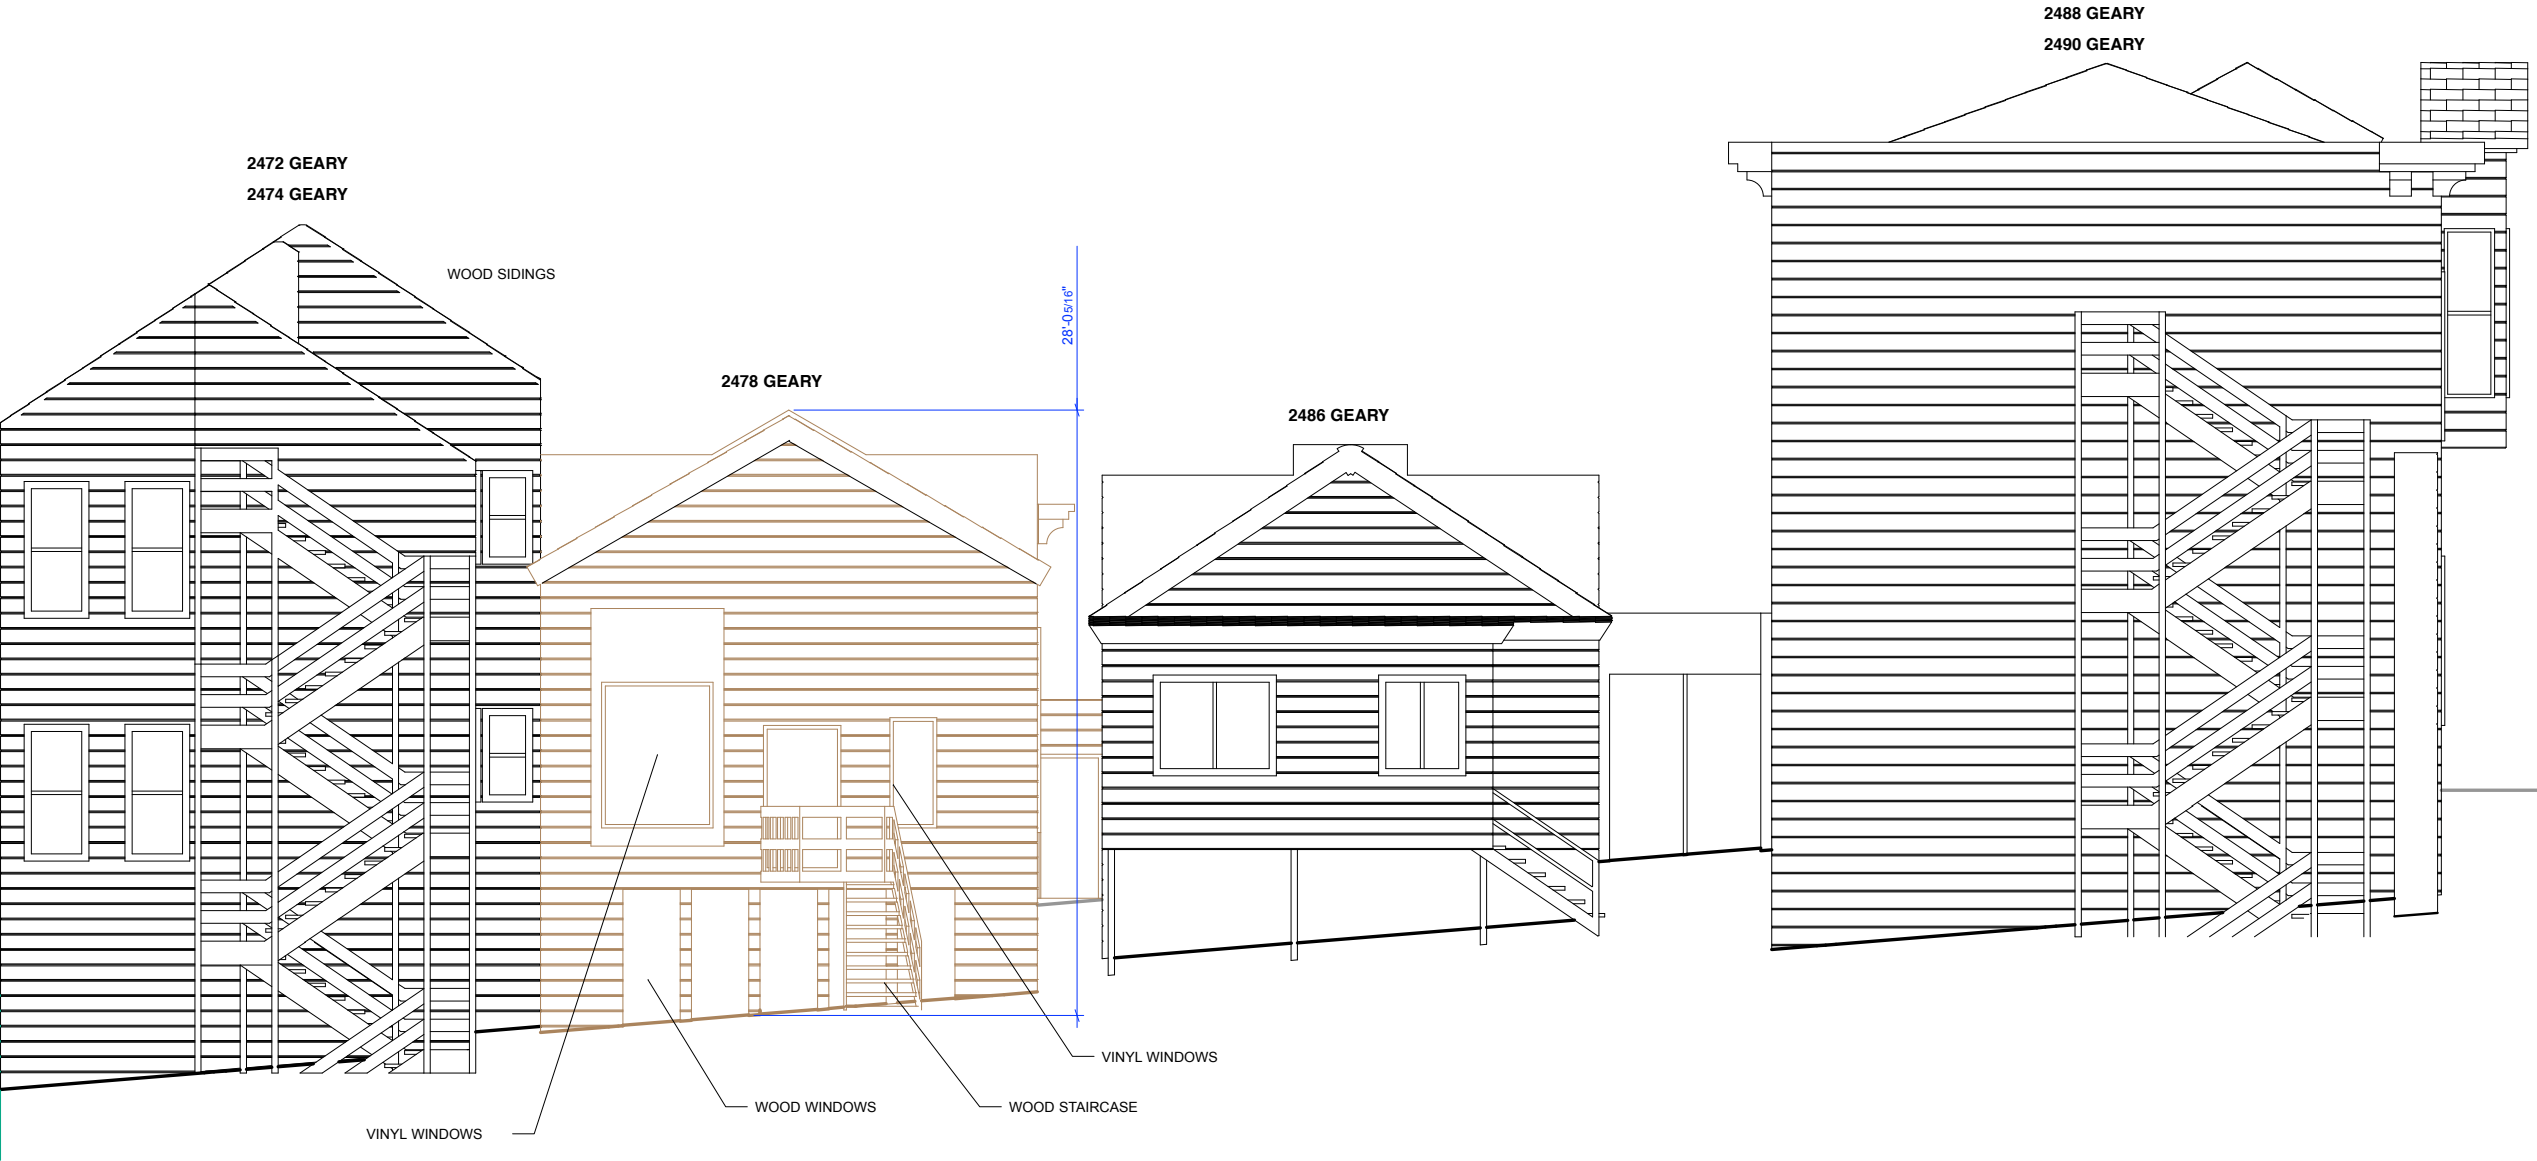 2488 GEARY
2490 GEARY
2472 GEARY
2474 GEARY
WOOD SIDINGS
28'-0 5/16"
2478 GEARY
2486 GEARY
VINYL WINDOWS
WOOD WINDOWS
WOOD STAIRCASE
VINYL WINDOWS